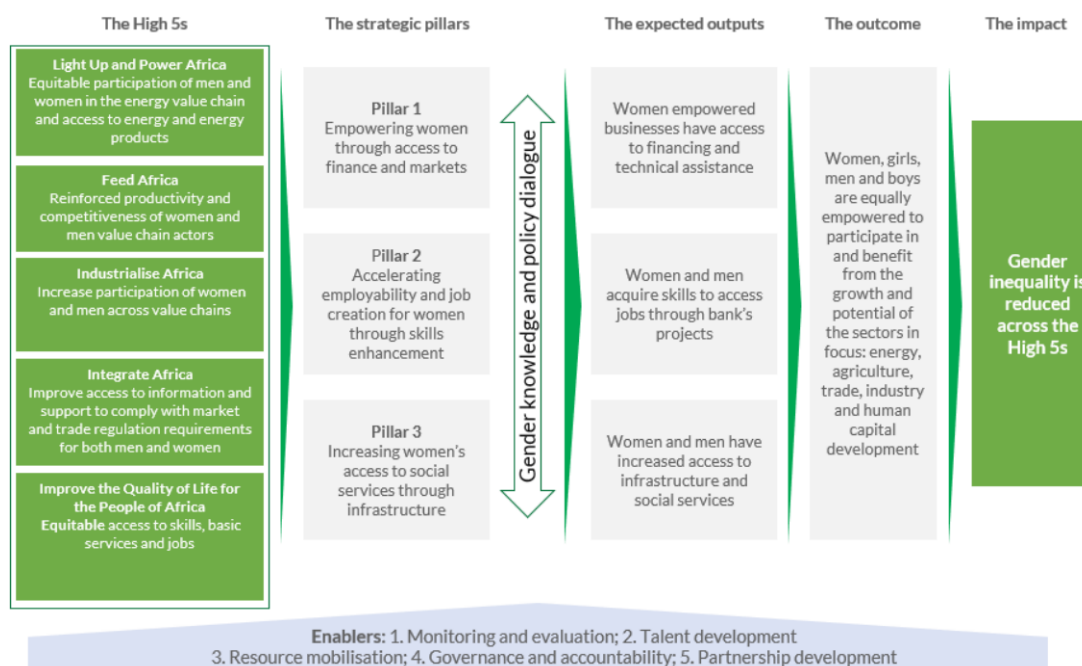 The High 5s
The strategic pillars
The expected outputs
The outcome
The impact
Light Up and Power Africa
Equitable participation of men and
women in the energy value chain
and access to energy and energy
products
Feed Africa
Reinforced productivity and
competitiveness of women and
men value chain actors
Industrialise Africa
Increase participation of women
and men across value chains
Integrate Africa
Improve access to information and
support to comply with market
and trade regulation requirements
for both men and women
Improve the Quality of Life for
the People of Africa
Equitable access to skills, basic
services and jobs
Pillar 1
Empowering women
through access to
finance and markets
Pillar 2
Accelerating
employability and job
creation for women
through skills
enhancement
Pillar 3
Increasing women's
access to social
services through
infrastructure
Gender knowledge and policy dialogue
Women empowered
businesses have access
to financing and
technical assistance
Women and men
acquire skills to access
jobs through bank's
projects
Women and men have
increased access to
infrastructure and
social services
Women, girls,
men and boys
are equally
empowered to
participate in
and benefit
from the
growth and
potential of
the sectors in
focus: energy,
agriculture,
trade, industry
and human
capital
development
Gender
inequality is
reduced
across the
High 5s
Enablers: 1. Monitoring and evaluation; 2. Talent development
3. Resource mobilisation; 4. Governance and accountability; 5. Partnership development